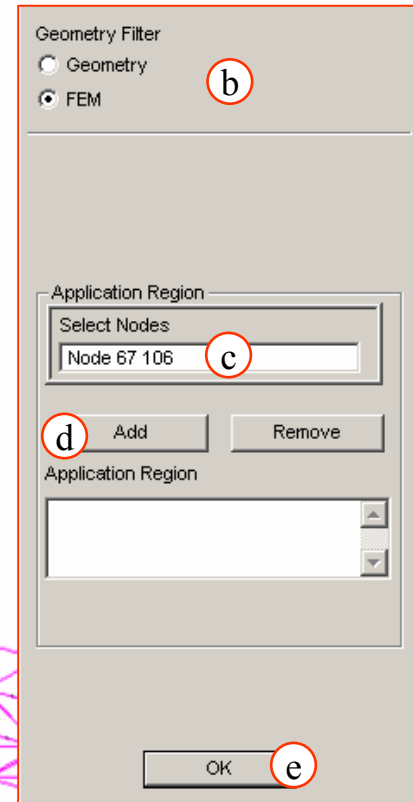 Geometry Filter
Geometry
b
FEM
Application Region
Select Nodes
Node 67 106 c
d Add Remove
Application Region
OK e